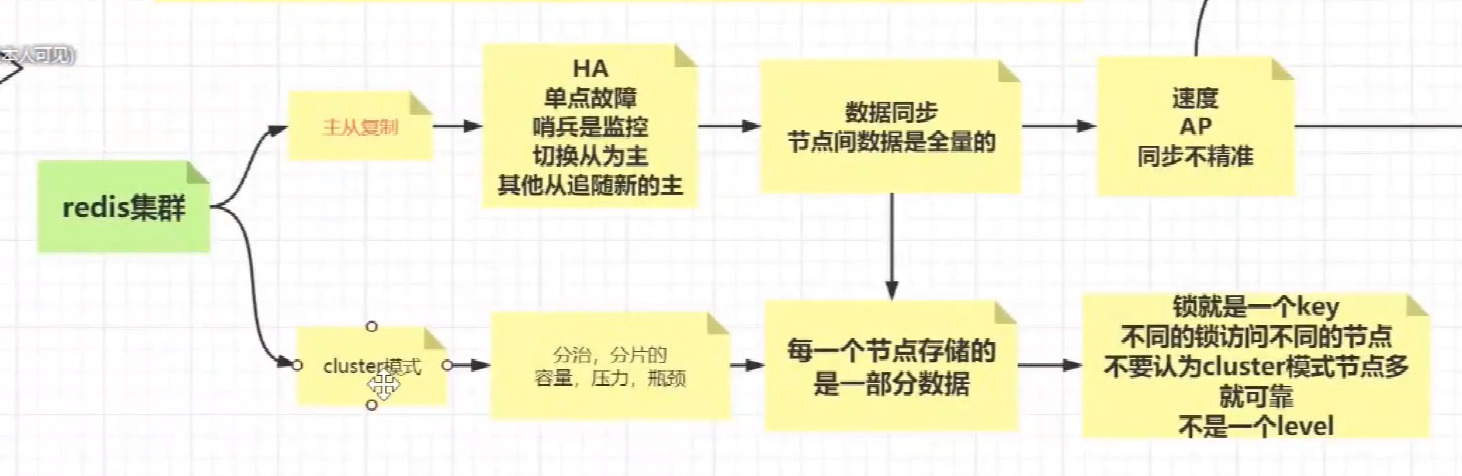 本人可见)
主从复制
HA
单点故障
哨兵是监控
切换从为主
其他从追随新的主
数据同步
节点间数据是全量的
速度
AP
同步不精准
redis集群
cluster模式
分治，分片的
容量，压力，瓶颈
每一个节点存储的
是一部分数据
锁就是一个key
不同的锁访问不同的节点
不要认为cluster模式节点多
就可靠
不是一个level